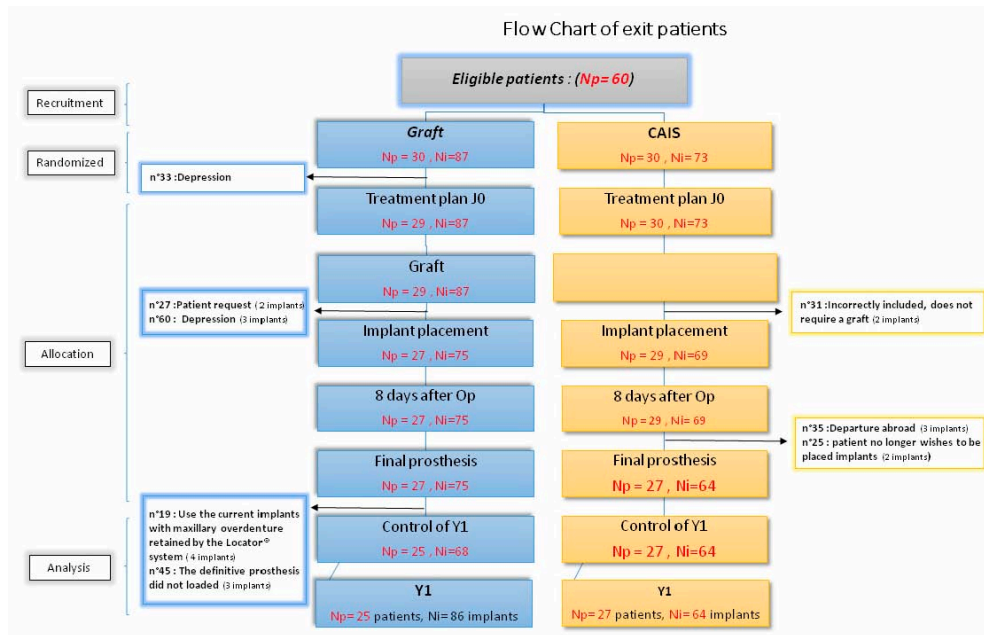 Flow Chart of exit patients
Eligible patients : (Np= 60)
Recruitment
Graft
Np = 30 , Ni=87
CAIS
Np= 30 , Ni= 73
Randomized
n°33 :Depression
Treatment plan J0
Np = 29 , Ni=87
Treatment plan J0
Np = 30 , Ni=73
Graft
Np = 29 , Ni=87
n°27 :Patient request (2 implants)
n°60 : Depression (3 implants)
n°31 :Incorrectly included, does not
require a graft (2 implants)
Allocation
Implant placement
Np = 27 , Ni=75
Implant placement
Np = 29 , Ni=69
8 days after Op
Np = 27 , Ni=75
8 days after Op
Np = 29 , Ni= 69
n°35 :Departure abroad (3 implants)
n°25 : patient no longer wishes to be
placed implants (2 implants)
Final prosthesis
Np = 27 , Ni=75
Final prosthesis
Np = 27 , Ni=64
n°19 : Use the current implants
with maxillary overdenture
retained by the Locator®
system ( 4 implants)
n°45 : The definitive prosthesis
did not loaded (3 implants)
Control of Y1
Np = 25 , Ni=68
Control of Y1
Np = 27 , Ni=64
Analysis
Y1
Np=25 patients, Ni= 86 implants
Y1
Np=27 patients, Ni= 64 implants